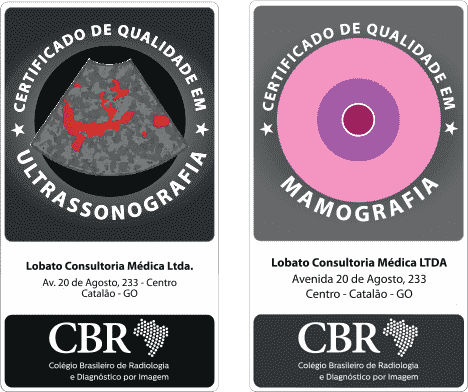 CERTIFICADO DE QUALIDADE EM
ULTRASSONOGRAFIA
Lobato Consultoria Médica Ltda.
Av. 20 de Agosto, 233 - Centro
Catalão - GO
CBR
Colégio Brasileiro de Radiologia
e Diagnóstico por Imagem
CERTIFICADO DE QUALIDADE EM
MAMOGRAFIA
Lobato Consultoria Médica LTDA
Avenida 20 de Agosto, 233
Centro - Catalão - GO
CBR
Colégio Brasileiro de Radiologia
e Diagnóstico por Imagem